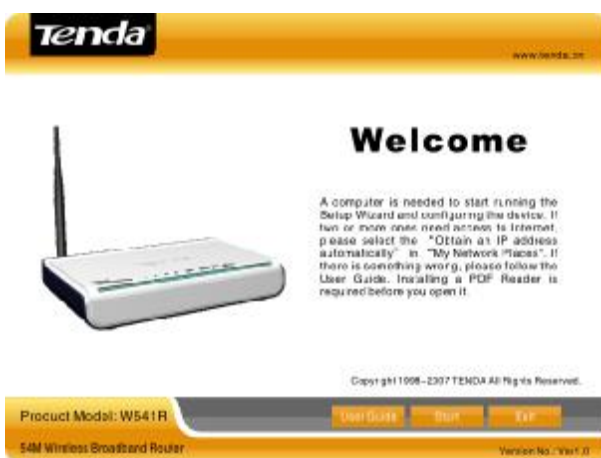 Tenda
www.tenda.cn
Welcome
A computer is needed to start running the
Setup Wizard and configuring the device. If
two or more ones need access to Internet,
please select the "Obtain an IP address
automatically" in "My Network Places". If
there is something wrong, please follow the
User Guide. Installing a PDF Reader is
required before you open it.
Copyright 1998-2007 TENDA All Rights Reserved.
Product Model: W541R
User Guide
Start
Exit
54M Wireless Broadband Router
Version No.: Ver1.0